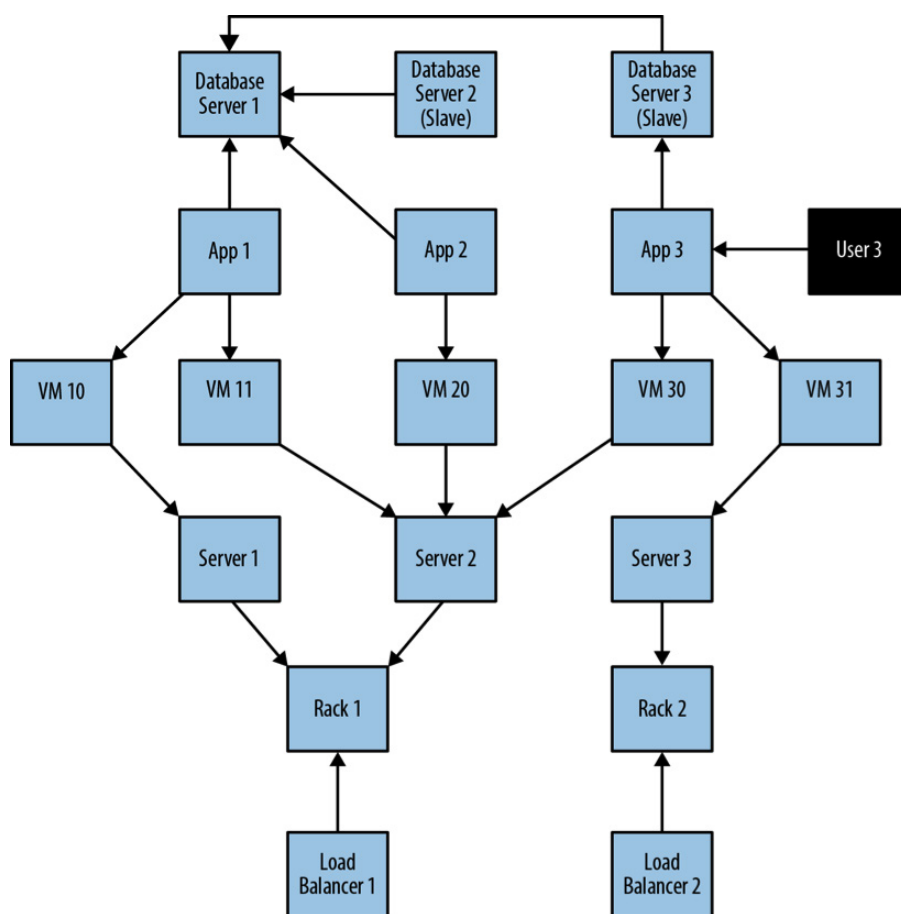 Database
Server 1
Database
Server 2
(Slave)
Database
Server 3
(Slave)
App 1
App 2
App 3
User 3
VM 10
VM 11
VM 20
VM 30
VM 31
Server 1
Server 2
Server 3
Rack 1
Rack 2
Load
Balancer 1
Load
Balancer 2